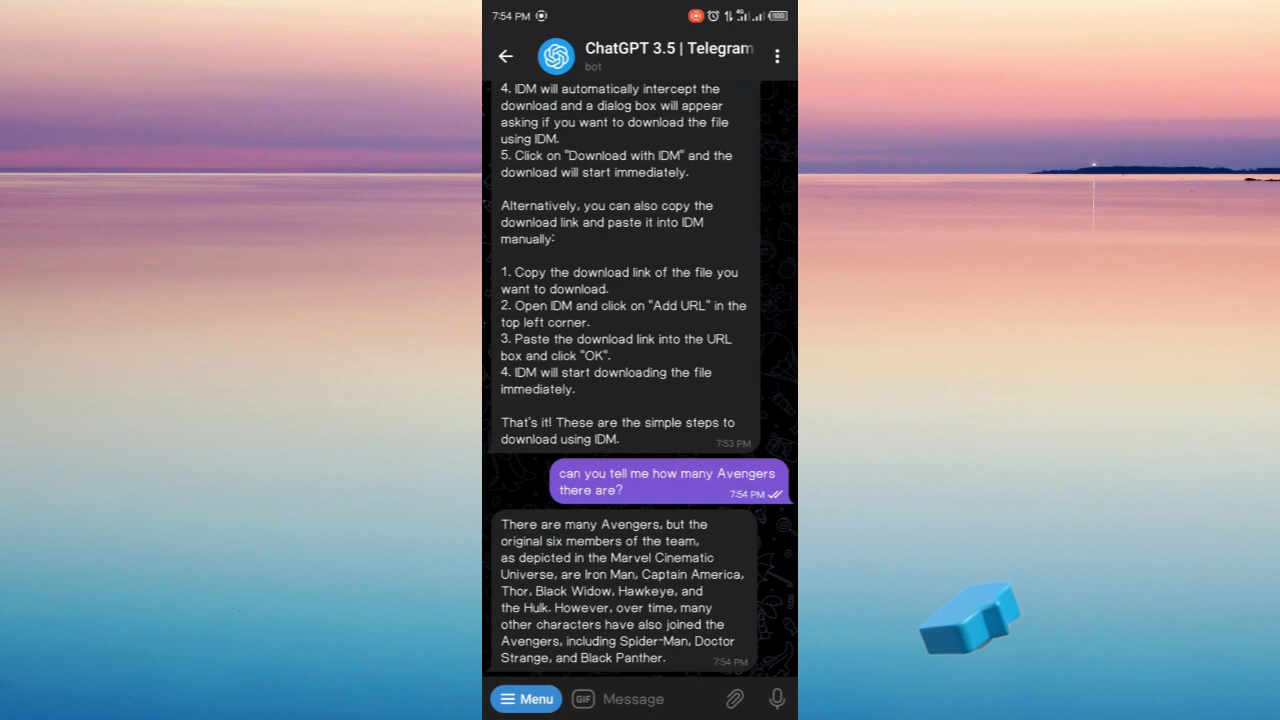 7:54 PM
100
ChatGPT 3.5 | Telegram
bot
4. IDM will automatically intercept the
download and a dialog box will appear
asking if you want to download the file
using IDM.
5. Click on "Download with IDM" and the
download will start immediately.
Alternatively, you can also copy the
download link and paste it into IDM
manually:
1. Copy the download link of the file you
want to download.
2. Open IDM and click on "Add URL" in the
top left corner.
3. Paste the download link into the URL
box and click "OK".
4. IDM will start downloading the file
immediately.
That's it! These are the simple steps to
download using IDM.
7:53 PM
can you tell me how many Avengers
there are?
7:54 PM
There are many Avengers, but the
original six members of the team,
as depicted in the Marvel Cinematic
Universe, are Iron Man, Captain America,
Thor, Black Widow, Hawkeye, and
the Hulk. However, over time, many
other characters have also joined the
Avengers, including Spider-Man, Doctor
Strange, and Black Panther.
7:54 PM
Menu
GIF
Message